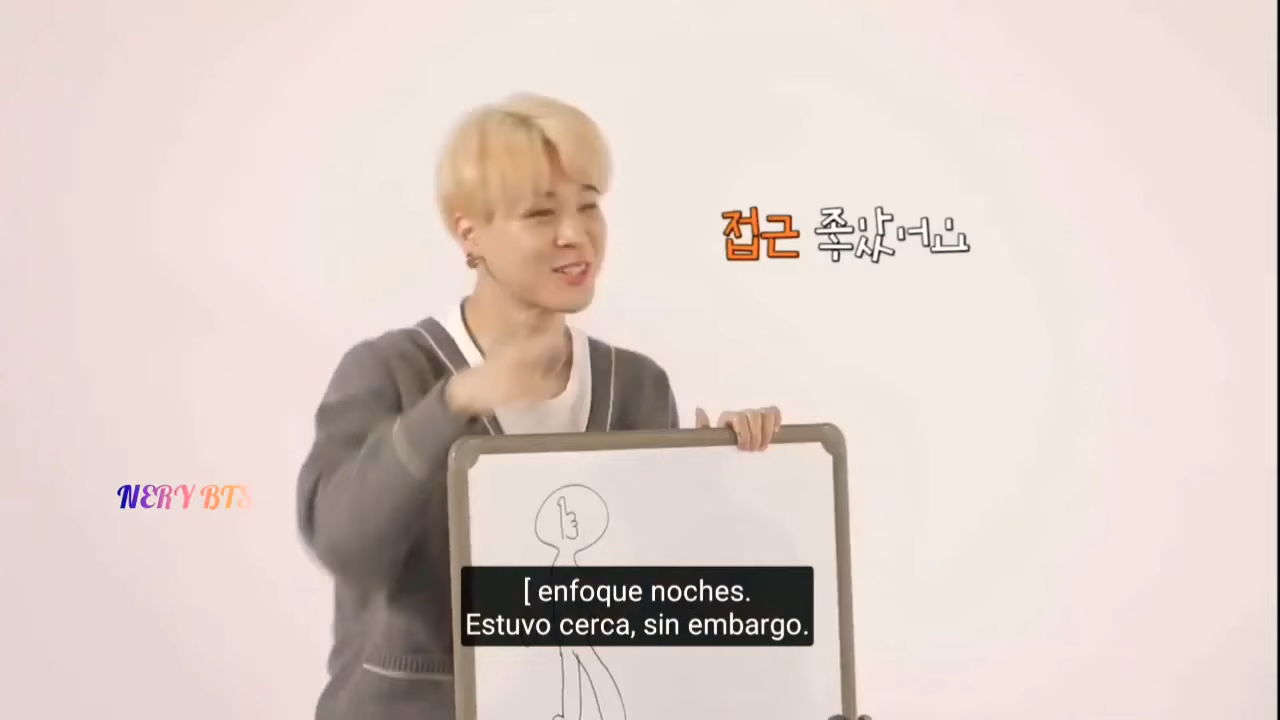 접근 좋았어요
NERY BTS
[ enfoque noches.
Estuvo cerca, sin embargo.